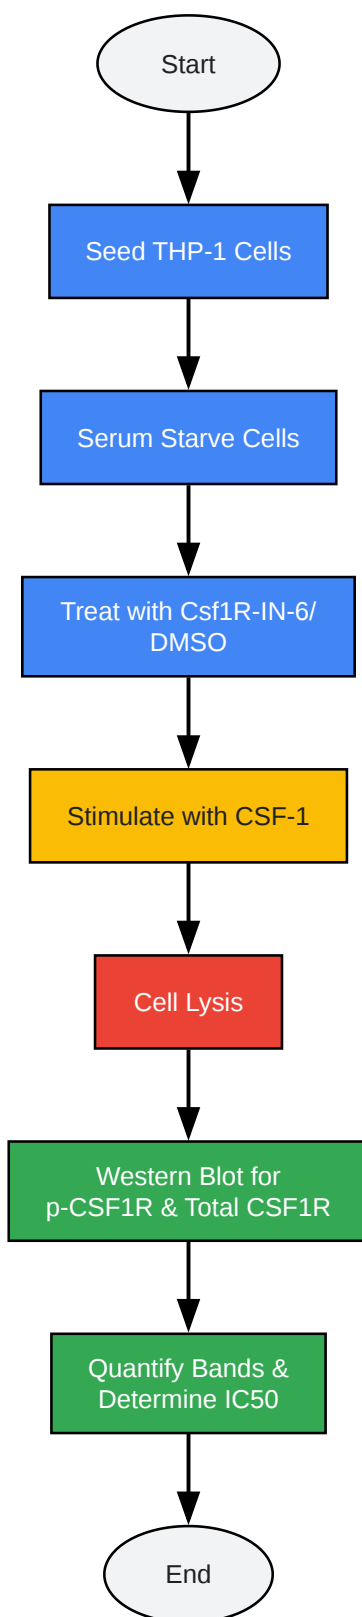 Start
Seed THP-1 Cells
Serum Starve Cells
Treat with Csf1R-IN-6/
DMSO
Stimulate with CSF-1
Cell Lysis
Western Blot for
p-CSF1R & Total CSF1R
Quantify Bands &
Determine IC50
End